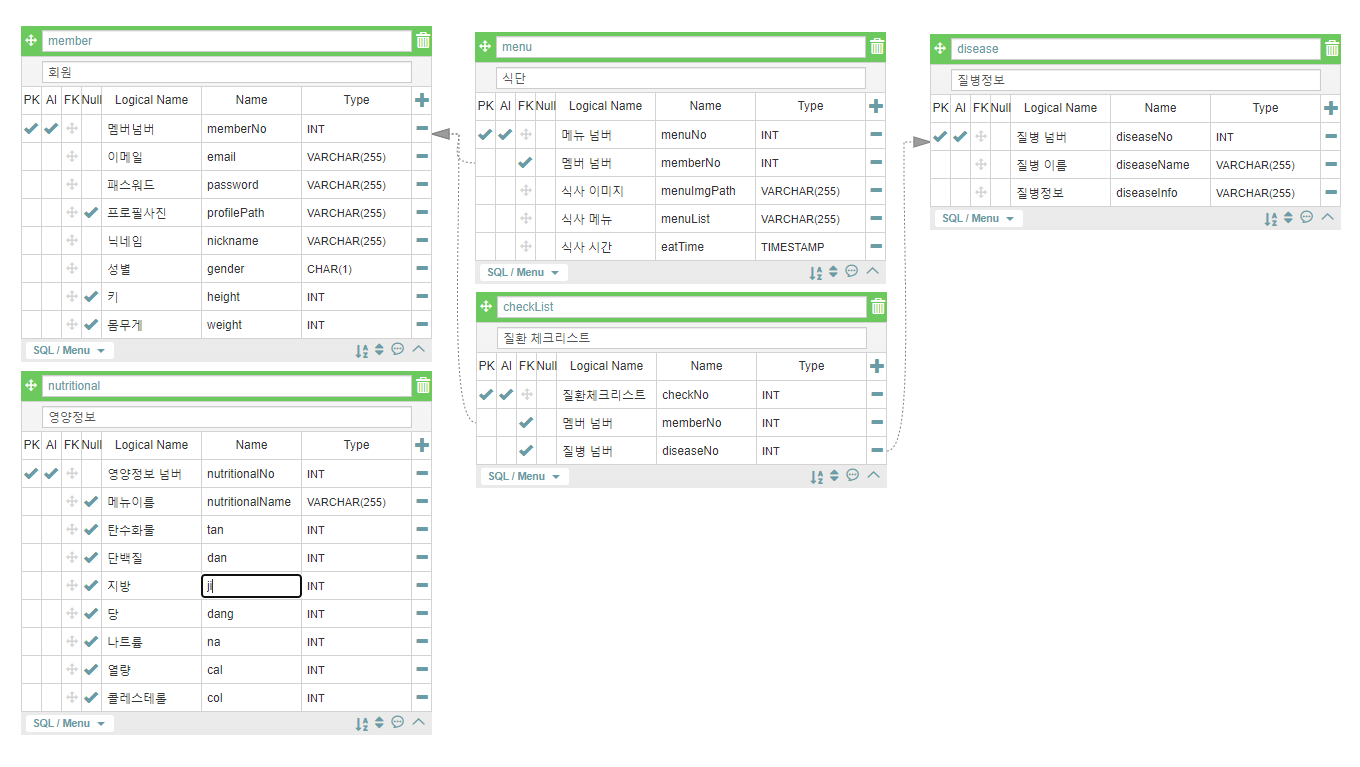 member
회원
PK AI FK Null Logical Name Name Type
멤버넘버 memberNo INT
이메일 email VARCHAR(255)
패스워드 password VARCHAR(255)
프로필사진 profilePath VARCHAR(255)
닉네임 nickname VARCHAR(255)
성별 gender CHAR(1)
키 height INT
몸무게 weight INT
SQL / Menu
nutritional
영양정보
PK AI FK Null Logical Name Name Type
영양정보 넘버 nutritionalNo INT
메뉴이름 nutritionalName VARCHAR(255)
탄수화물 tan INT
단백질 dan INT
지방 ji INT
당 dang INT
나트륨 na INT
열량 cal INT
콜레스테롤 col INT
SQL / Menu
menu
식단
PK AI FK Null Logical Name Name Type
메뉴 넘버 menuNo INT
멤버 넘버 memberNo INT
식사 이미지 menuImgPath VARCHAR(255)
식사 메뉴 menuList VARCHAR(255)
식사 시간 eatTime TIMESTAMP
SQL / Menu
checkList
질환 체크리스트
PK AI FK Null Logical Name Name Type
질환체크리스트 checkNo INT
멤버 넘버 memberNo INT
질병 넘버 diseaseNo INT
SQL / Menu
disease
질병정보
PK AI FK Null Logical Name Name Type
질병 넘버 diseaseNo INT
질병 이름 diseaseName VARCHAR(255)
질병정보 diseaseInfo VARCHAR(255)
SQL / Menu